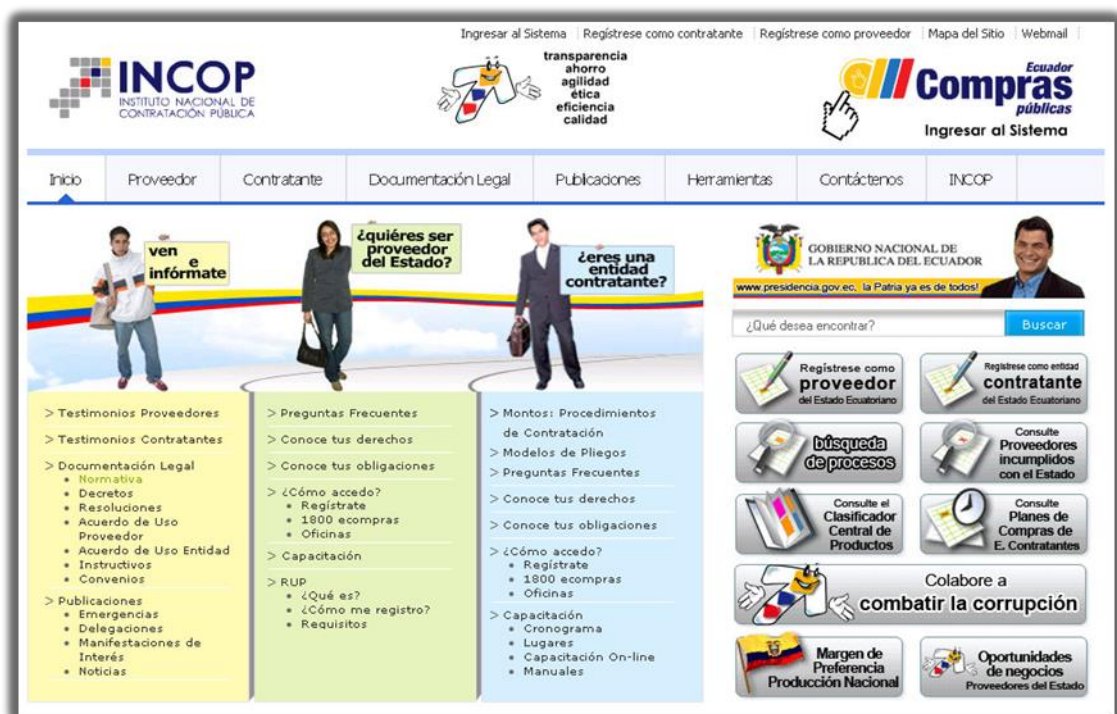 Ingresar al Sistema
Regístrese como contratante
Regístrese como proveedor
Mapa del Sitio
Webmail
INCOP
INSTITUTO NACIONAL DE
CONTRATACIÓN PÚBLICA
transparencia
ahorro
agilidad
ética
eficiencia
calidad
Ecuador
Compras
públicas
Ingresar al Sistema
Inicio
Proveedor
Contratante
Documentación Legal
Publicaciones
Herramientas
Contáctenos
INCOP
ven
e
infórmate
¿quiéres ser
proveedor
del Estado?
¿eres una
entidad
contratante?
GOBIERNO NACIONAL DE
LA REPUBLICA DEL ECUADOR
www.presidencia.gov.ec, la Patria ya es de todos!
¿Qué desea encontrar?
Buscar
> Testimonios Proveedores
> Testimonios Contratantes
> Documentación Legal
• Normativa
• Decretos
• Resoluciones
• Acuerdo de Uso
Proveedor
• Acuerdo de Uso Entidad
• Instructivos
• Convenios
> Publicaciones
• Emergencias
• Delegaciones
• Manifestaciones de
Interés
• Noticias
> Preguntas Frecuentes
> Conoce tus derechos
> Conoce tus obligaciones
> ¿Cómo accedo?
• Regístrate
• 1800 ecompras
• Oficinas
> Capacitación
> RUP
• ¿Qué es?
• ¿Cómo me registro?
• Requisitos
> Montos: Procedimientos
de Contratación
> Modelos de Pliegos
> Preguntas Frecuentes
> Conoce tus derechos
> Conoce tus obligaciones
> ¿Cómo accedo?
• Regístrate
• 1800 ecompras
• Oficinas
> Capacitación
• Cronograma
• Lugares
• Capacitación On-line
• Manuales
Regístrese como
proveedor
del Estado Ecuatoriano
Regístrese como entidad
contratante
del Estado Ecuatoriano
búsqueda
de procesos
Consulte
Proveedores
incumplidos
con el Estado
Consulte el
Clasificador
Central de
Productos
Consulte
Planes de
Compras de
E. Contratantes
Colabore a
combatir la corrupción
Margen de
Preferencia
Producción Nacional
Oportunidades
de negocios
Proveedores del Estado